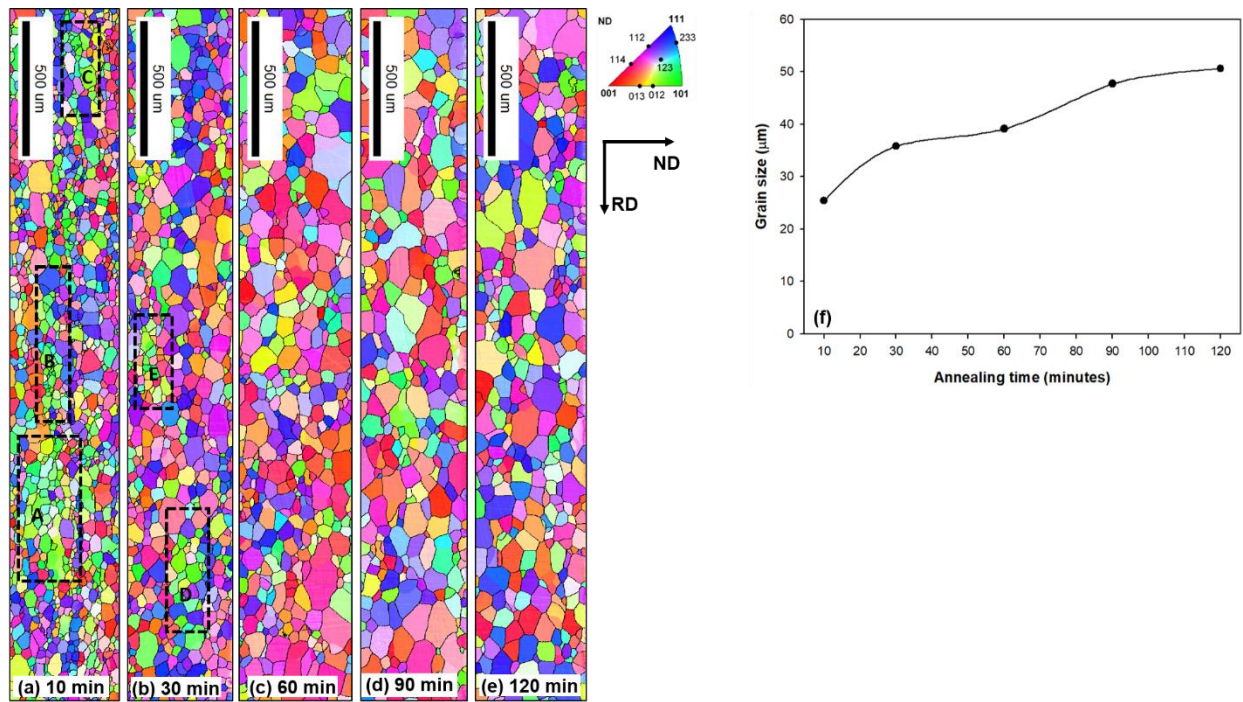 500 um
C
B
A
(a) 10 min
500 um
E
D
(b) 30 min
500 um
(c) 60 min
500 um
(d) 90 min
500 um
(e) 120 min
ND
111
112
233
114
123
001
013
012
101
ND
RD
60
50
40
30
20
10
0
Grain size (μm)
(f)
10 20 30 40 50 60 70 80 90 100 110 120
Annealing time (minutes)